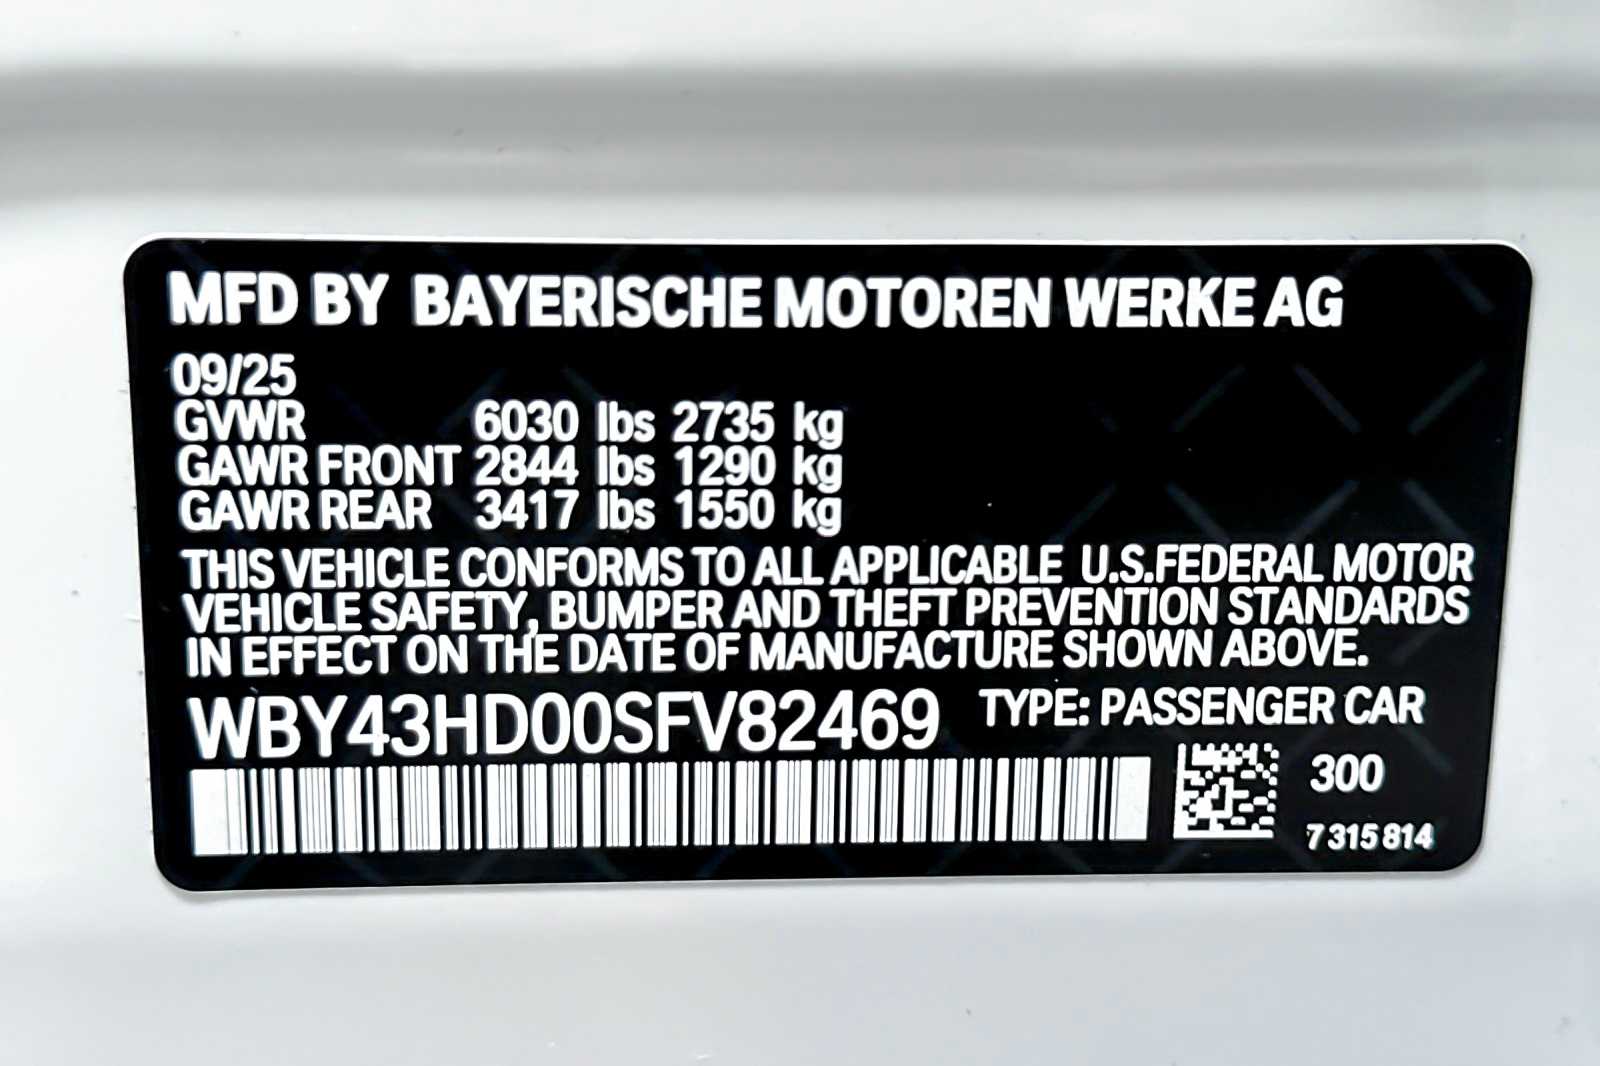 MFD BY BAYERISCHE MOTOREN WERKE AG
09/25
GVWR 6030 lbs 2735 kg
GAWR FRONT 2844 lbs 1290 kg
GAWR REAR 3417 lbs 1550 kg
THIS VEHICLE CONFORMS TO ALL APPLICABLE U.S.FEDERAL MOTOR
VEHICLE SAFETY, BUMPER AND THEFT PREVENTION STANDARDS
IN EFFECT ON THE DATE OF MANUFACTURE SHOWN ABOVE.
WBY43HD00SFV82469 TYPE: PASSENGER CAR
300
7 315 814